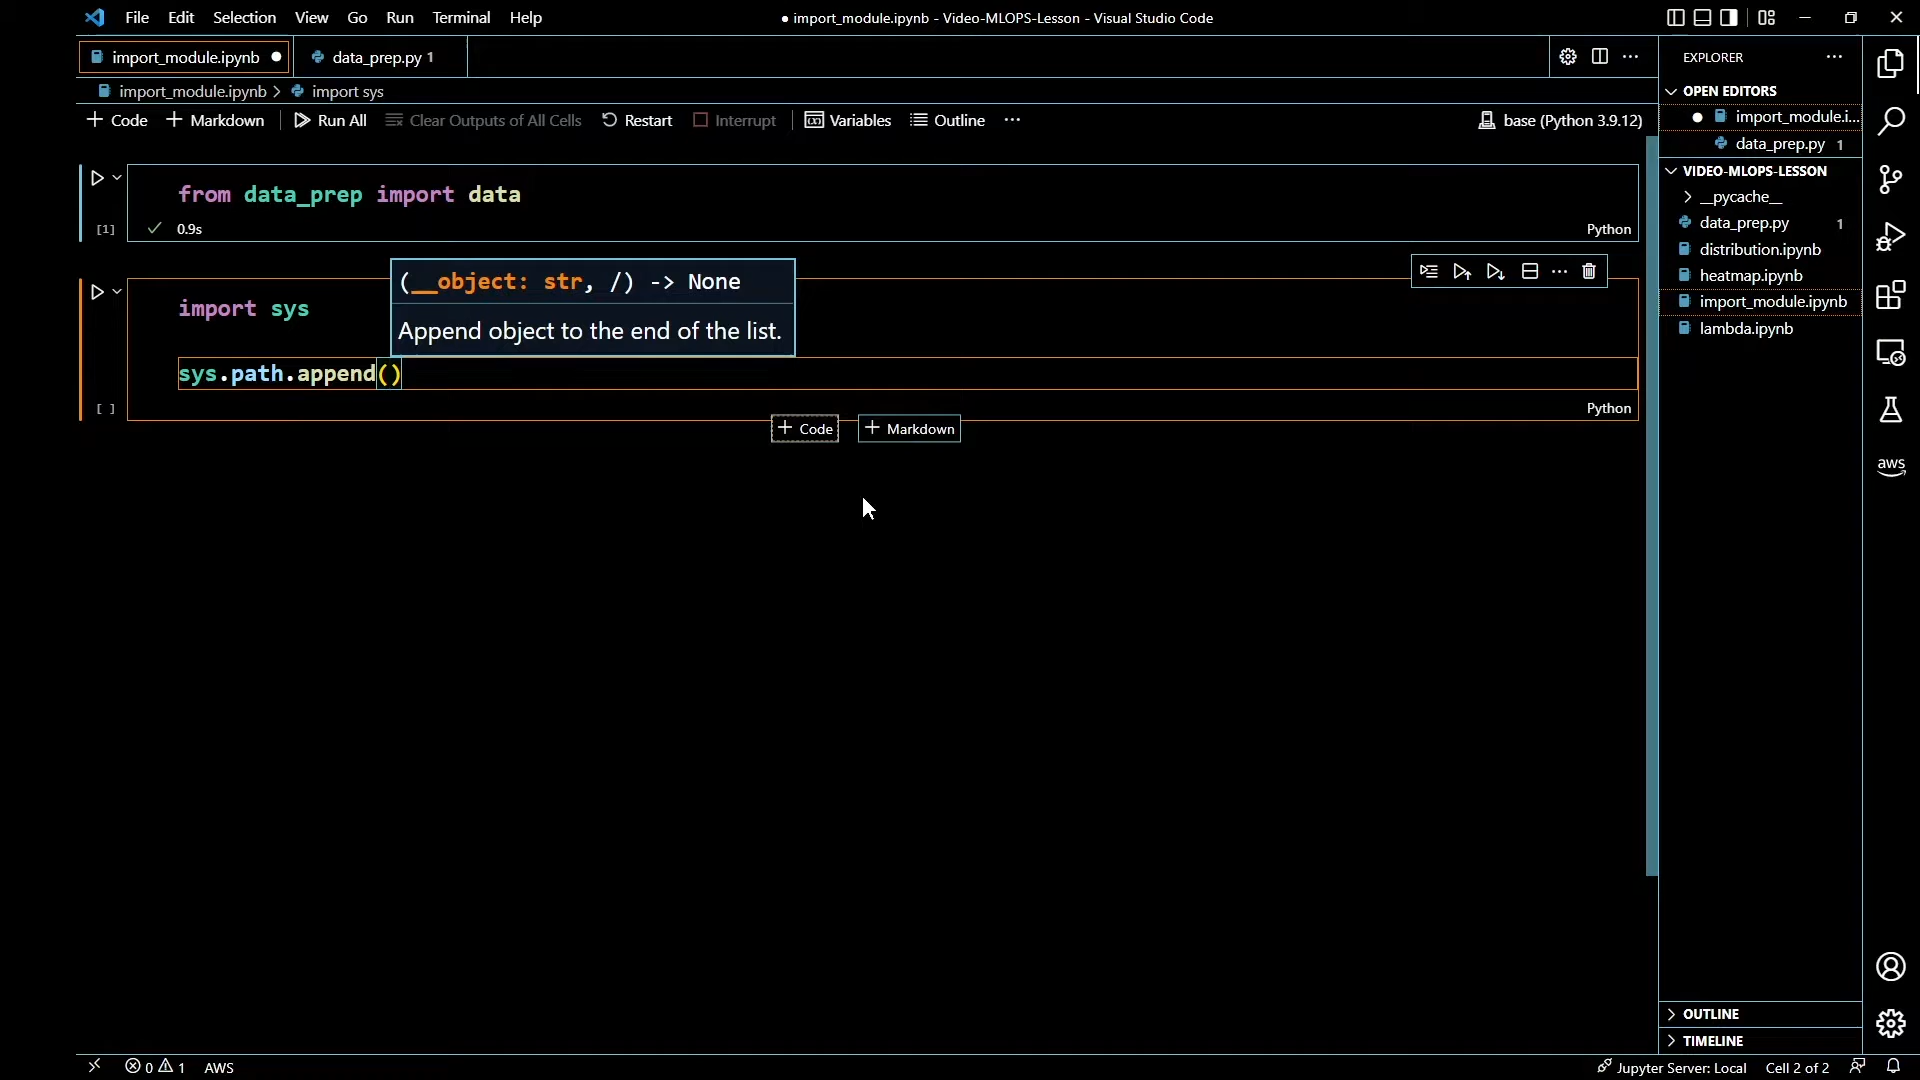 File Edit Selection View Go Run Terminal Help
● import_module.ipynb - Video-MLOPS-Lesson - Visual Studio Code
import_module.ipynb ●
data_prep.py 1
import_module.ipynb > import sys
+ Code + Markdown Run All Clear Outputs of All Cells Restart Interrupt Variables Outline ...
base (Python 3.9.12)
from data_prep import data
[1] ✓ 0.9s
Python
(__object: str, /) -> None
Append object to the end of the list.
import sys
sys.path.append()
[ ]
Python
+ Code + Markdown
EXPLORER ...
OPEN EDITORS
● import_module.i...
data_prep.py 1
VIDEO-MLOPS-LESSON
> __pycache__
data_prep.py 1
distribution.ipynb
heatmap.ipynb
import_module.ipynb
lambda.ipynb
OUTLINE
TIMELINE
aws
0 1 AWS
Jupyter Server: Local Cell 2 of 2